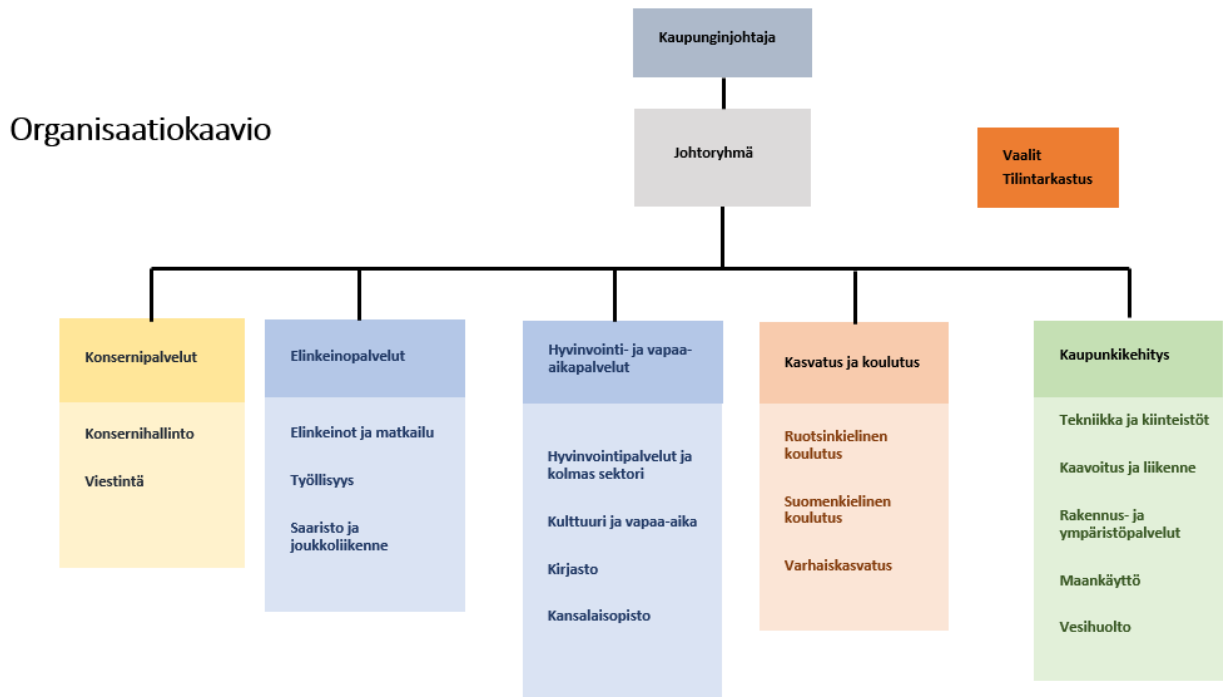 Kaupunginjohtaja
Organisaatiokaavio
Johtoryhmä
Vaalit
Tilintarkastus
Konsernipalvelut
Konsernihallinto
Viestintä
Elinkeinopalvelut
Elinkeinot ja matkailu
Työllisyys
Saaristo ja
joukkoliikenne
Hyvinvointi- ja vapaa-
aikapalvelut
Hyvinvointipalvelut ja
kolmas sektori
Kulttuuri ja vapaa-aika
Kirjasto
Kansalaisopisto
Kasvatus ja koulutus
Ruotsinkielinen
koulutus
Suomenkielinen
koulutus
Varhaiskasvatus
Kaupunkikehitys
Tekniikka ja kiinteistöt
Kaavoitus ja liikenne
Rakennus- ja
ympäristöpalvelut
Maankäyttö
Vesihuolto